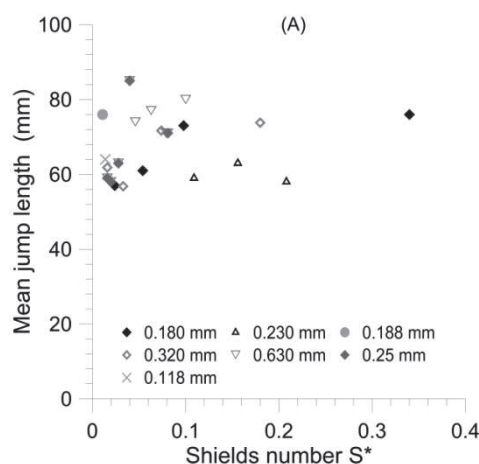 (A)
100
80
60
40
20
0
Mean jump length (mm)
0.180 mm 0.230 mm 0.188 mm
0.320 mm 0.630 mm 0.25 mm
0.118 mm
0 0.1 0.2 0.3 0.4
Shields number S*